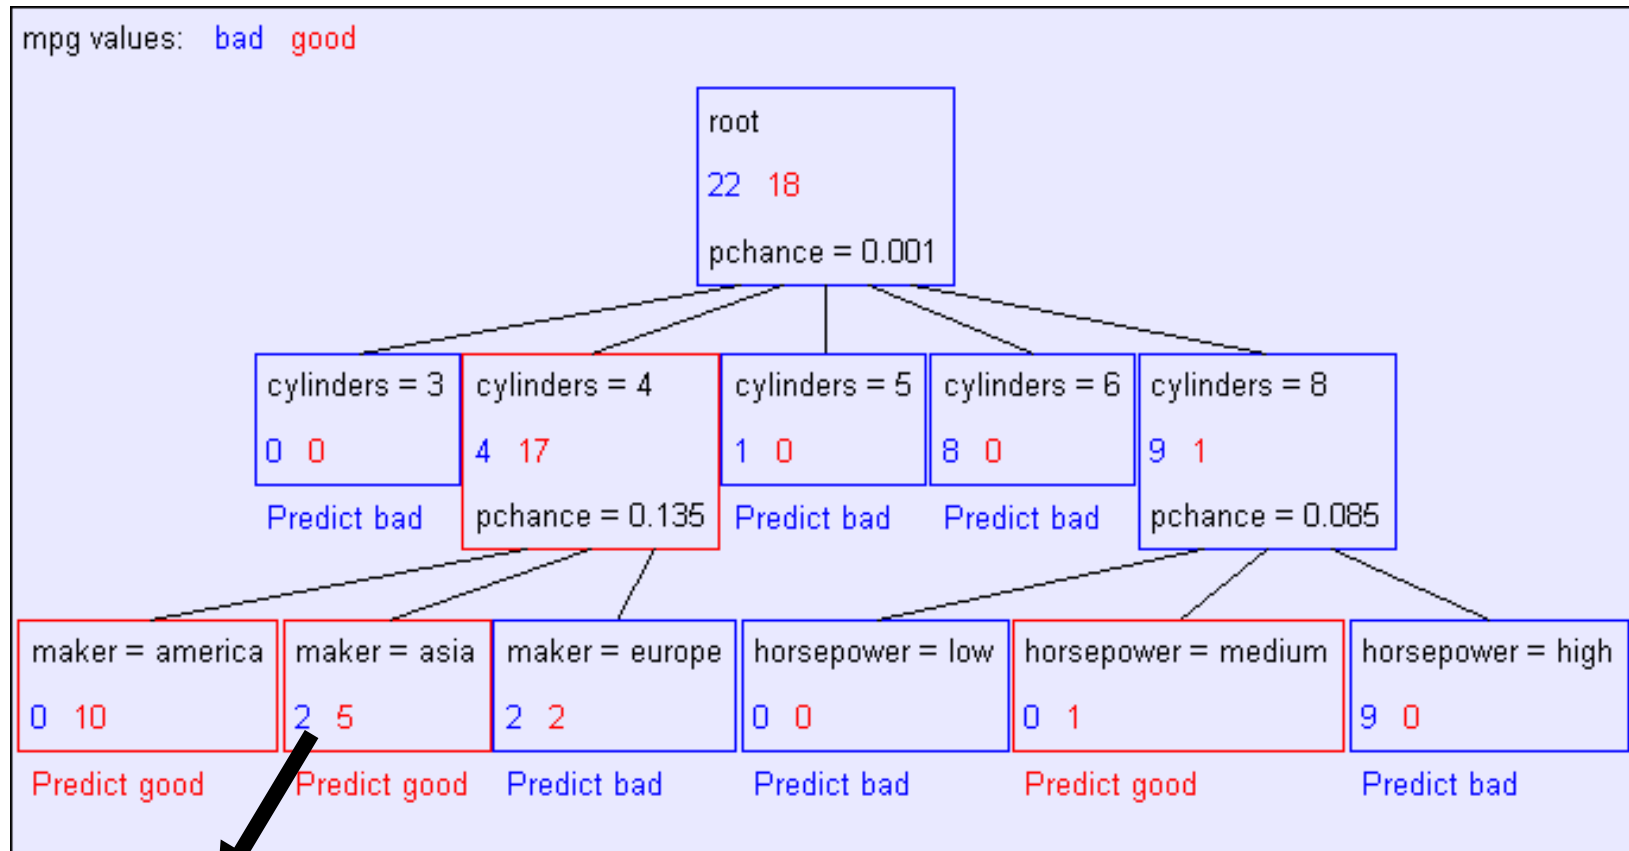 mpg values: bad good
root
22 18
pchance = 0.001
cylinders = 3 cylinders = 4 cylinders = 5 cylinders = 6 cylinders = 8
0 0 4 17 1 0 8 0 9 1
Predict bad pchance = 0.135 Predict bad Predict bad pchance = 0.085
maker = america maker = asia maker = europe horsepower = low horsepower = medium horsepower = high
0 10 2 5 2 2 0 0 0 1 9 0
Predict good Predict good Predict bad Predict bad Predict good Predict bad